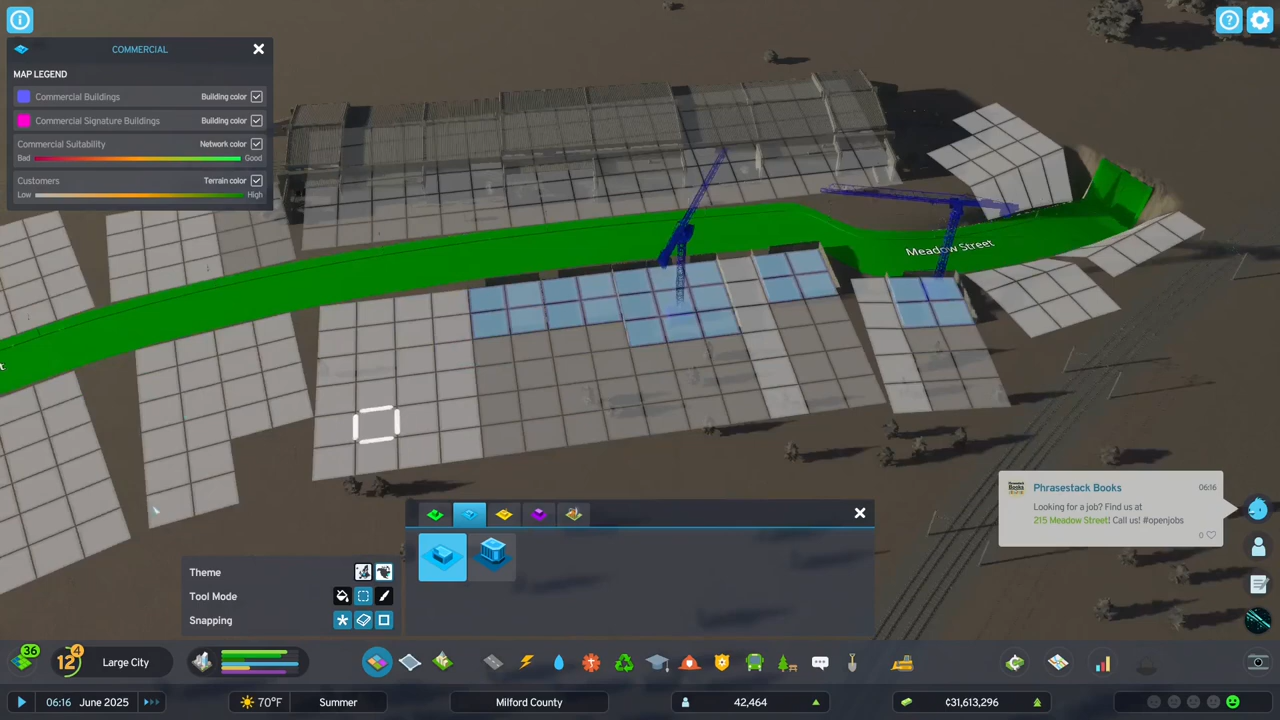 COMMERCIAL
MAP LEGEND
Commercial Buildings Building color
Commercial Signature Buildings Building color
Commercial Suitability Network color
Bad Good
Customers Terrain color
Low High
Meadow Street
t
Phrasestack Books 06:16
Looking for a job? Find us at
215 Meadow Street! Call us! #openjobs
0
Theme
Tool Mode
Snapping
36
12 4 Large City
06:16 June 2025 70°F Summer Milford County 42,464 ₵31,613,296